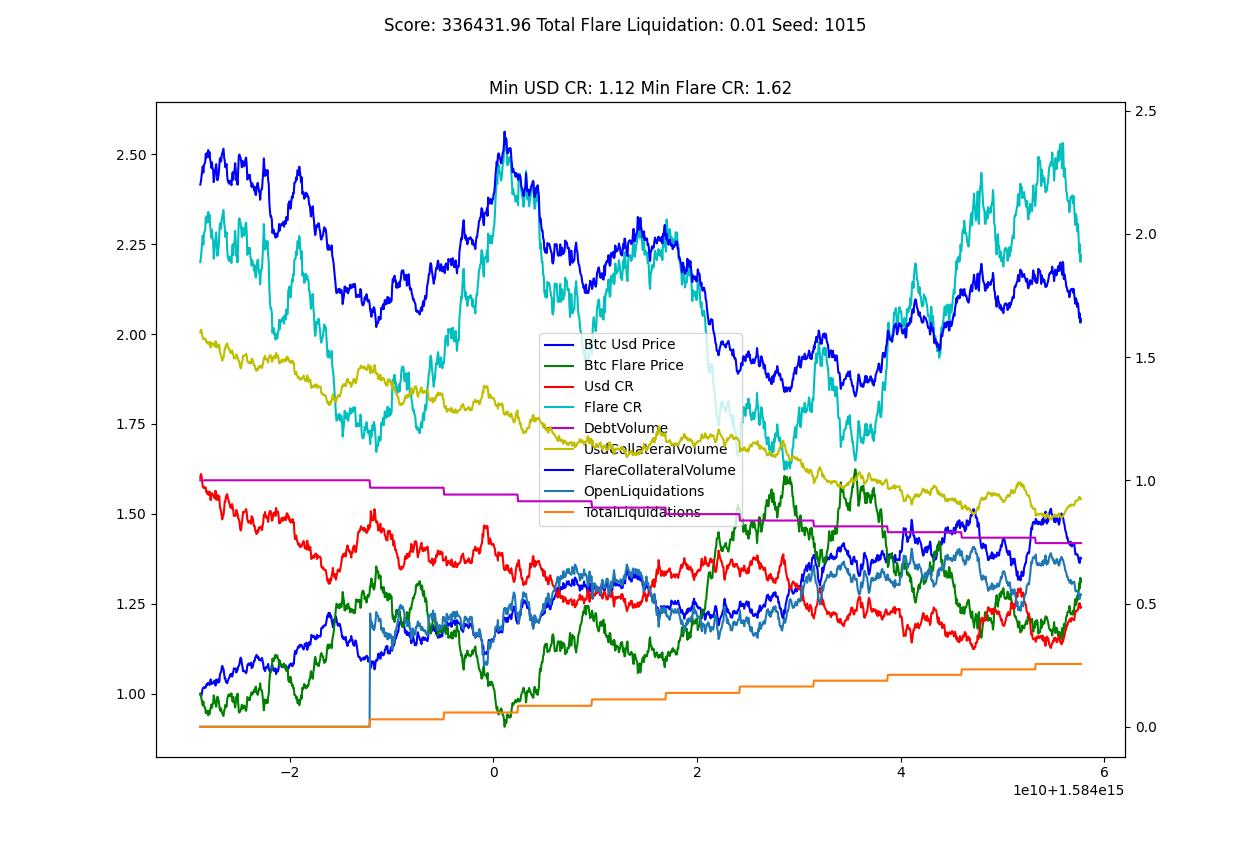 Score: 336431.96 Total Flare Liquidation: 0.01 Seed: 1015
Min USD CR: 1.12 Min Flare CR: 1.62
2.50
2.25
2.00
1.75
1.50
1.25
1.00
2.5
2.0
1.5
1.0
0.5
0.0
Btc Usd Price
Btc Flare Price
Usd CR
Flare CR
DebtVolume
UsdCollateralVolume
FlareCollateralVolume
OpenLiquidations
TotalLiquidations
−2
0
2
4
6
1e10+1.584e15